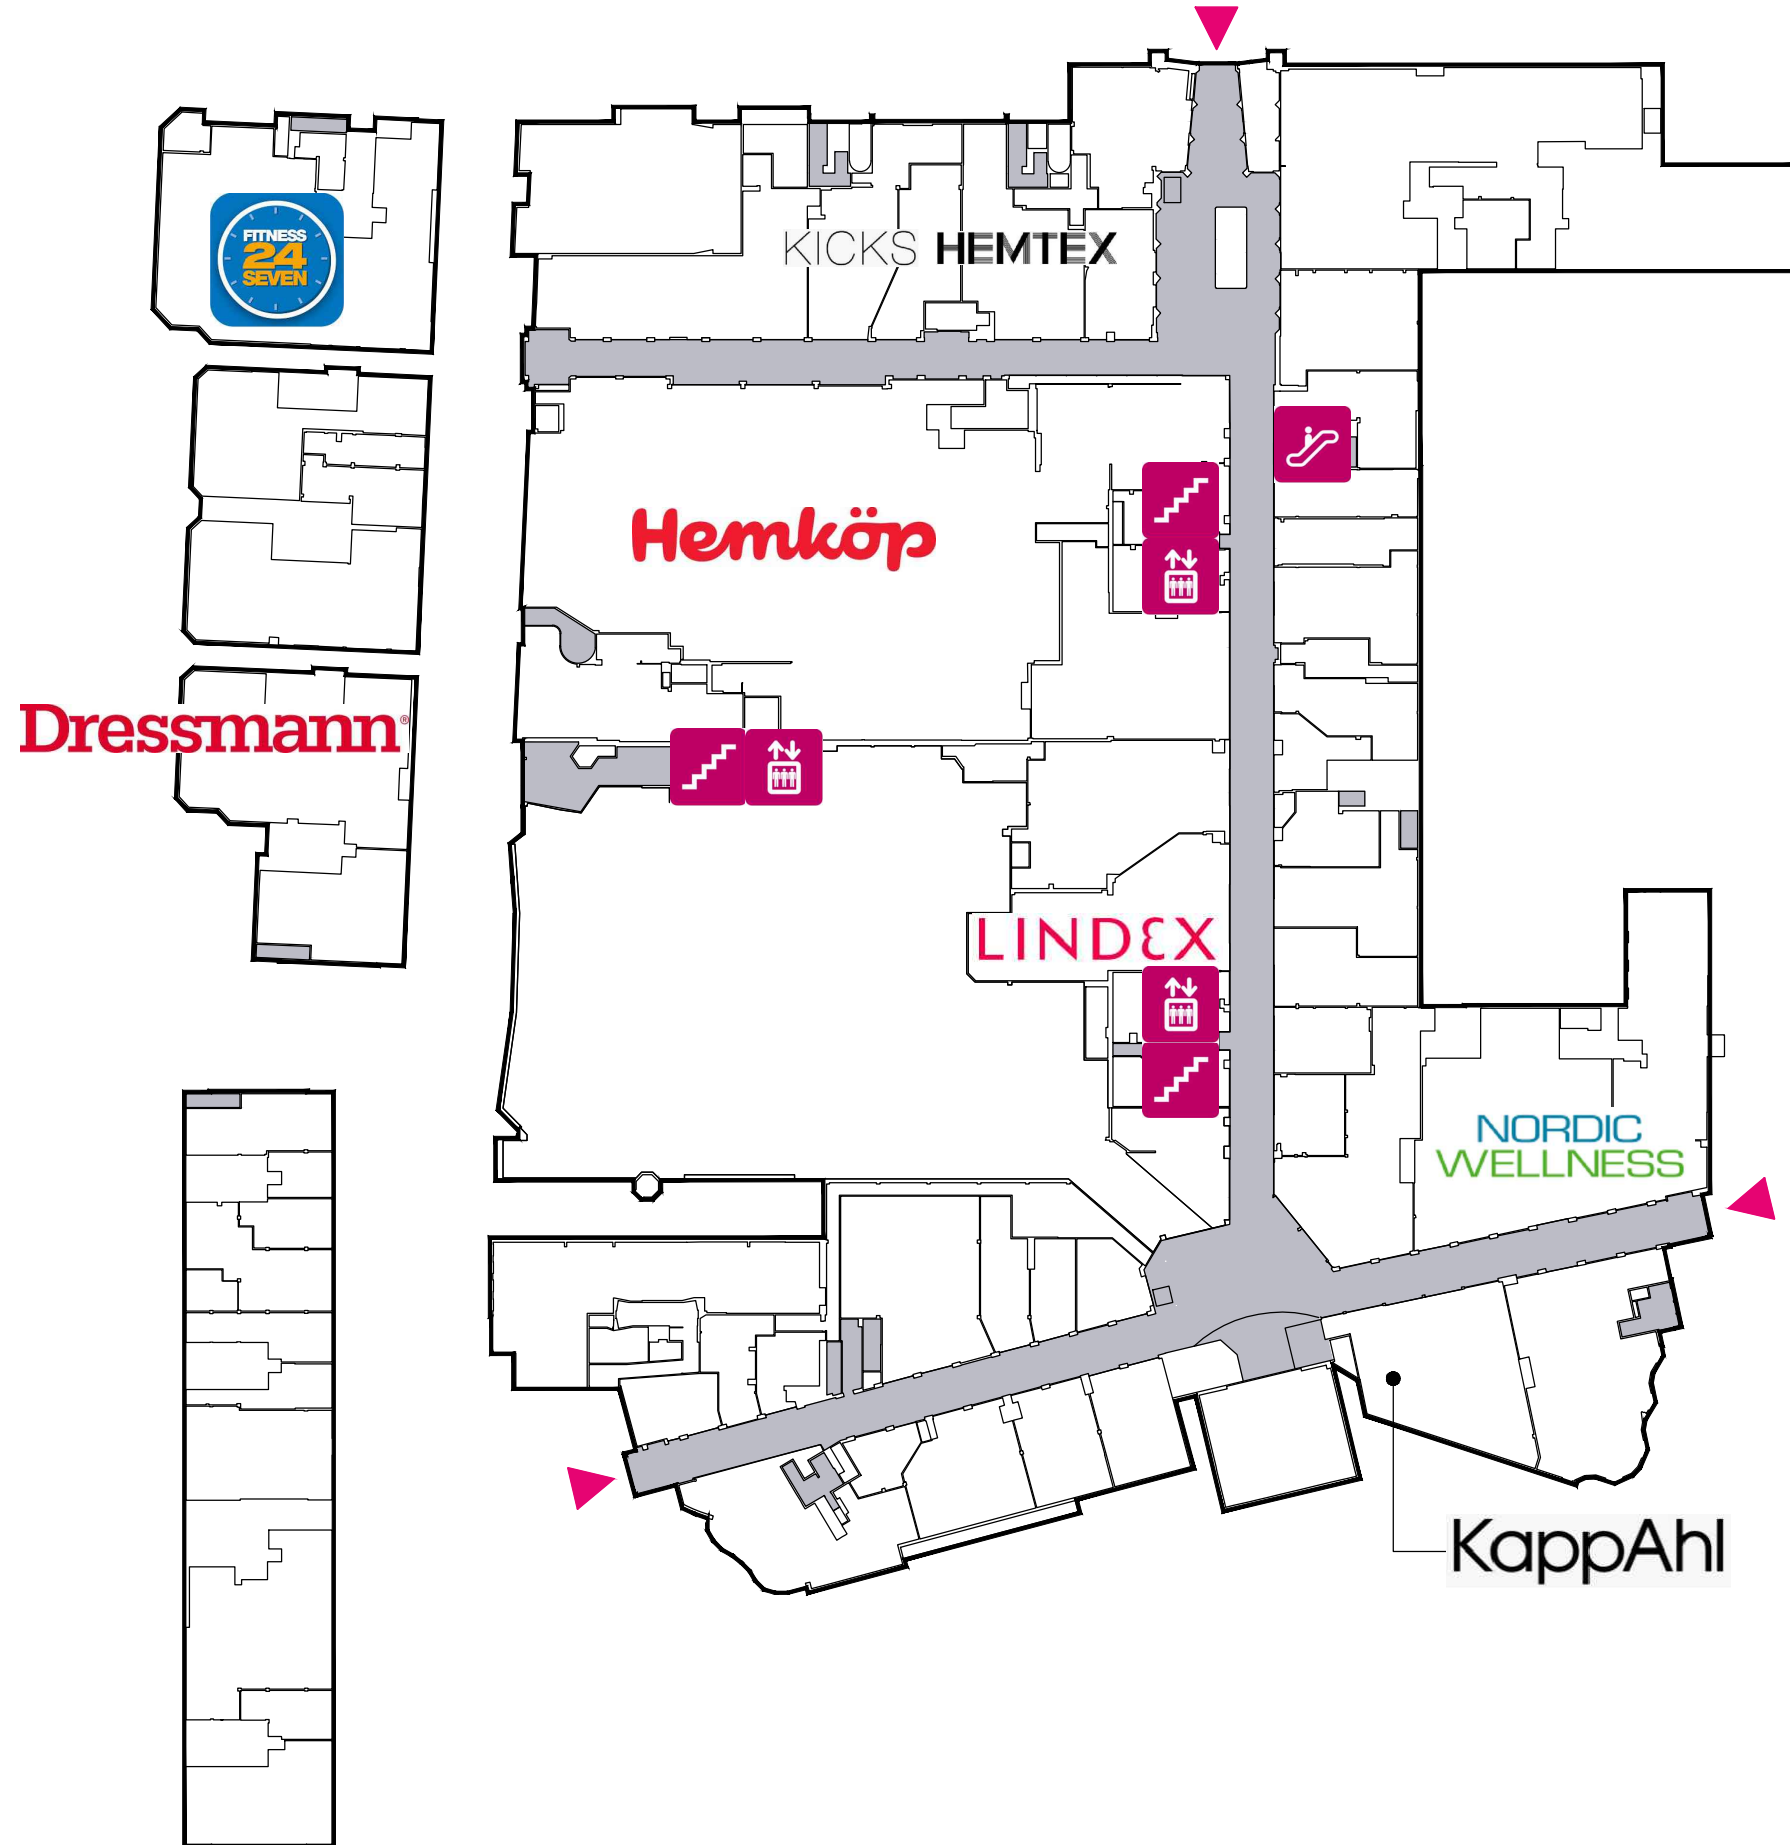 FITNESS
24
SEVEN
KICKS HEMTEX
Hemköp
Dressmann®
LINDEX
NORDIC
WELLNESS
KappAhl